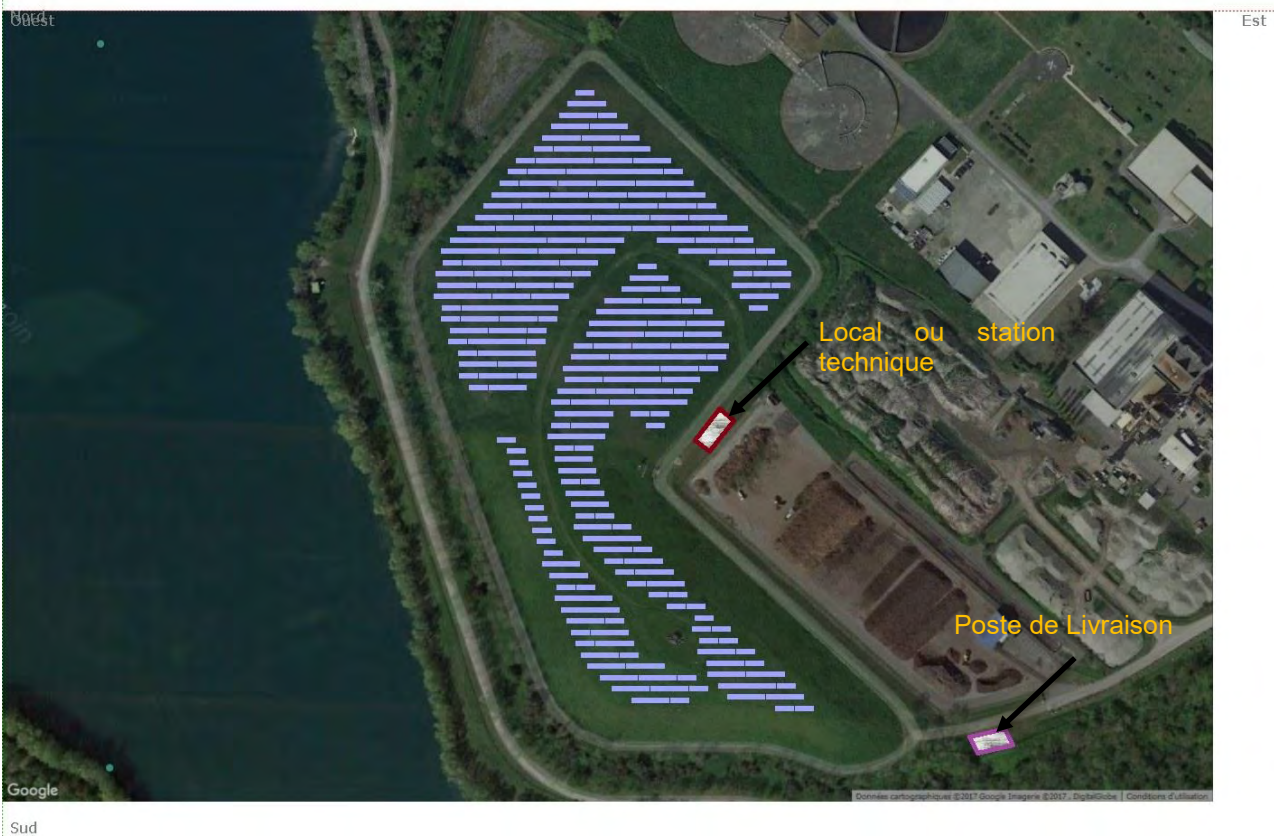 Nord
Ouest
Est
Local ou station
technique
Poste de Livraison
Google
Données cartographiques ©2017 Google Imagerie ©2017 , DigitalGlobe | Conditions d'utilisation
Sud